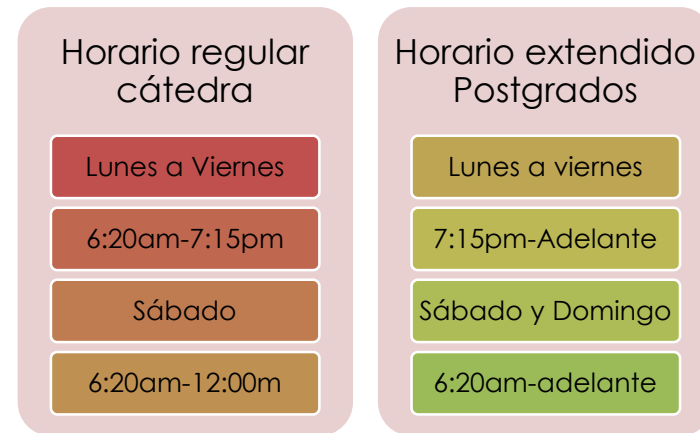 Horario regular
cátedra
Lunes a Viernes
6:20am-7:15pm
Sábado
6:20am-12:00m
Horario extendido
Postgrados
Lunes a viernes
7:15pm-Adelante
Sábado y Domingo
6:20am-adelante